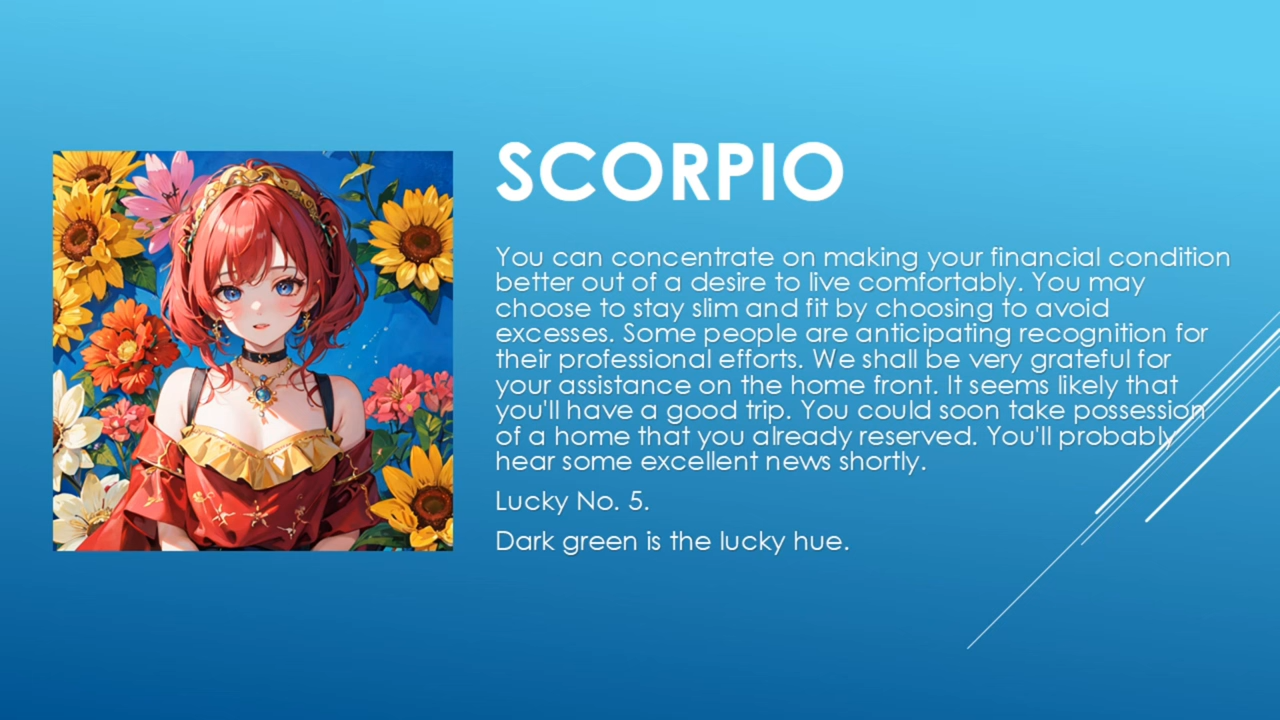 SCORPIO
You can concentrate on making your financial condition
better out of a desire to live comfortably. You may
choose to stay slim and fit by choosing to avoid
excesses. Some people are anticipating recognition for
their professional efforts. We shall be very grateful for
your assistance on the home front. It seems likely that
you'll have a good trip. You could soon take possession
of a home that you already reserved. You'll probably
hear some excellent news shortly.
Lucky No. 5.
Dark green is the lucky hue.